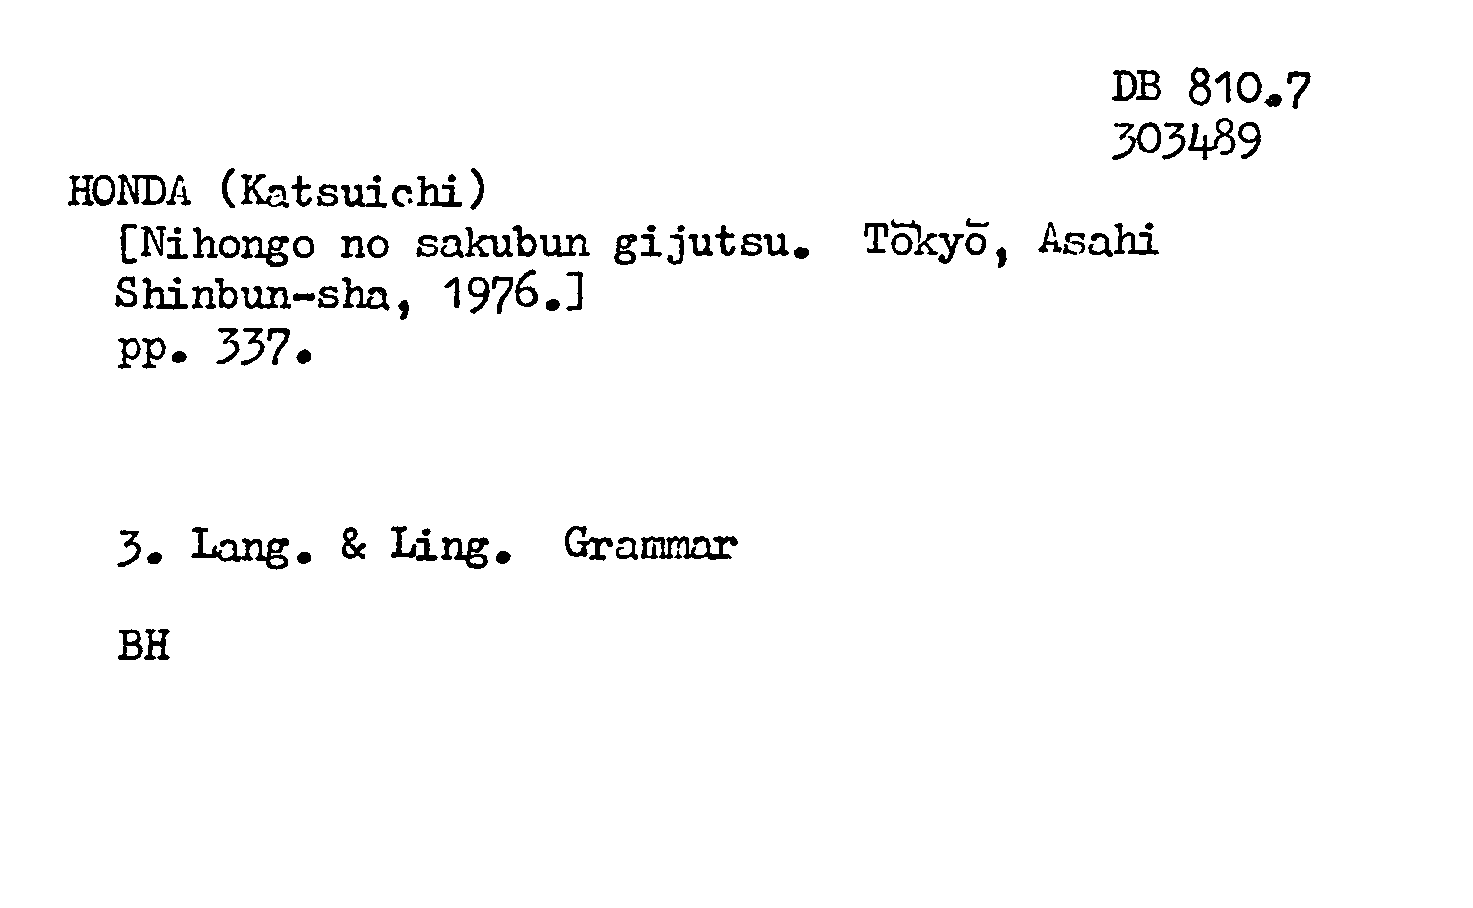 DB 810.7
303489
HONDA (Katsuichi)
[Nihongo no sakubun gijutsu. Tōkyō, Asahi
Shinbun-sha, 1976.]
pp. 337.
3. Lang. & Ling. Grammar
BH